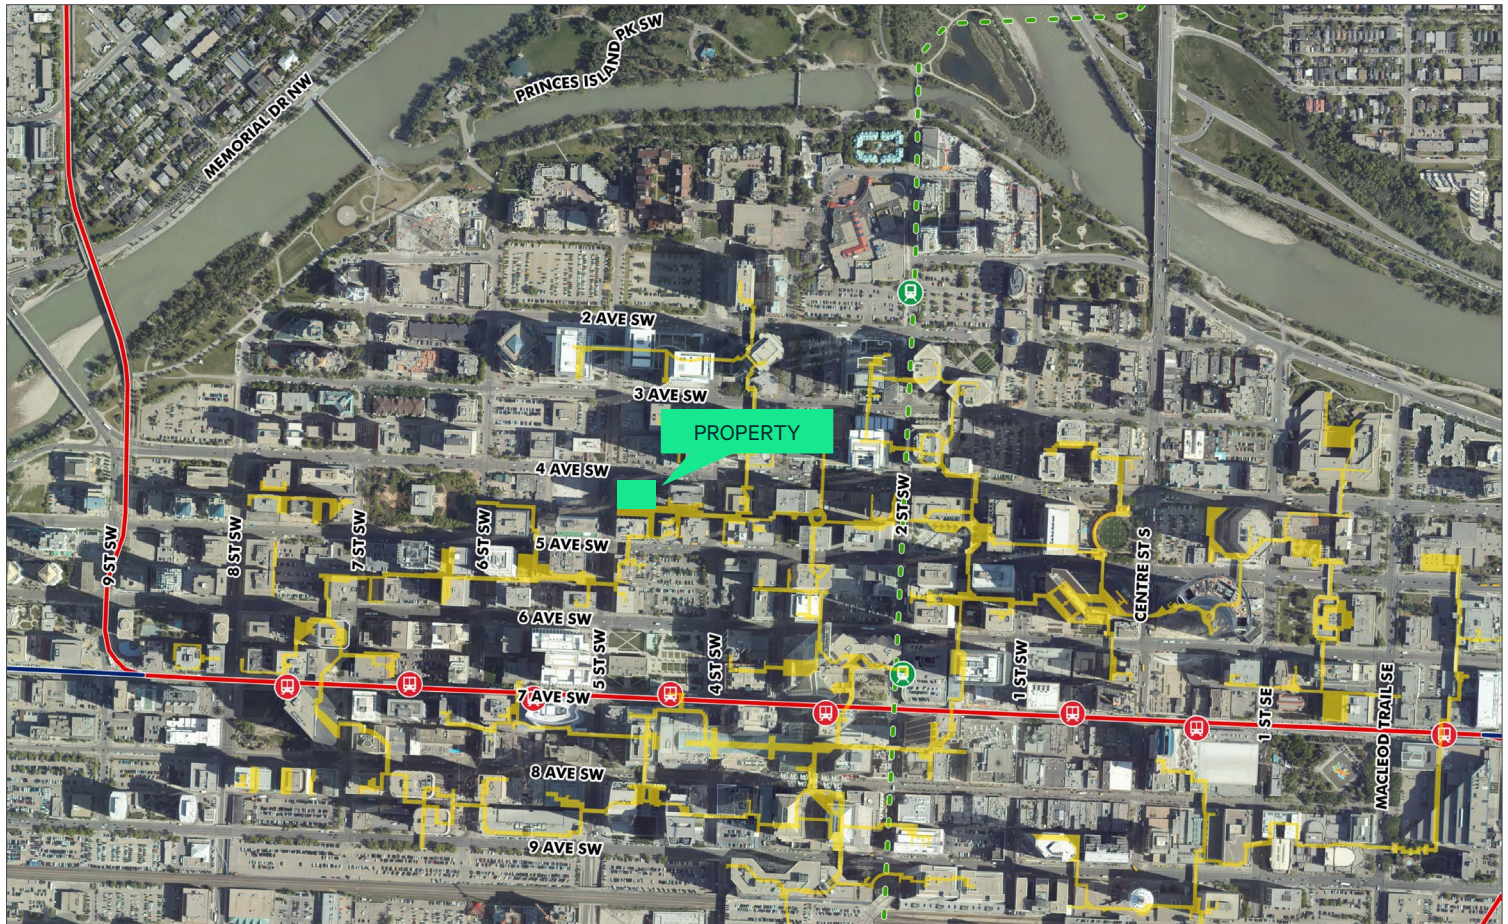 PRINCES ISLAND PK SW
MEMORIAL DR NW
2 AVE SW
3 AVE SW
PROPERTY
4 AVE SW
2 ST SW
9 ST SW
8 ST SW
7 ST SW
6 ST SW
5 AVE SW
CENTRE ST S
6 AVE SW
5 ST SW
4 ST SW
1 ST SW
7 AVE SW
1 ST SE
MACLEOD TRAIL SE
8 AVE SW
9 AVE SW